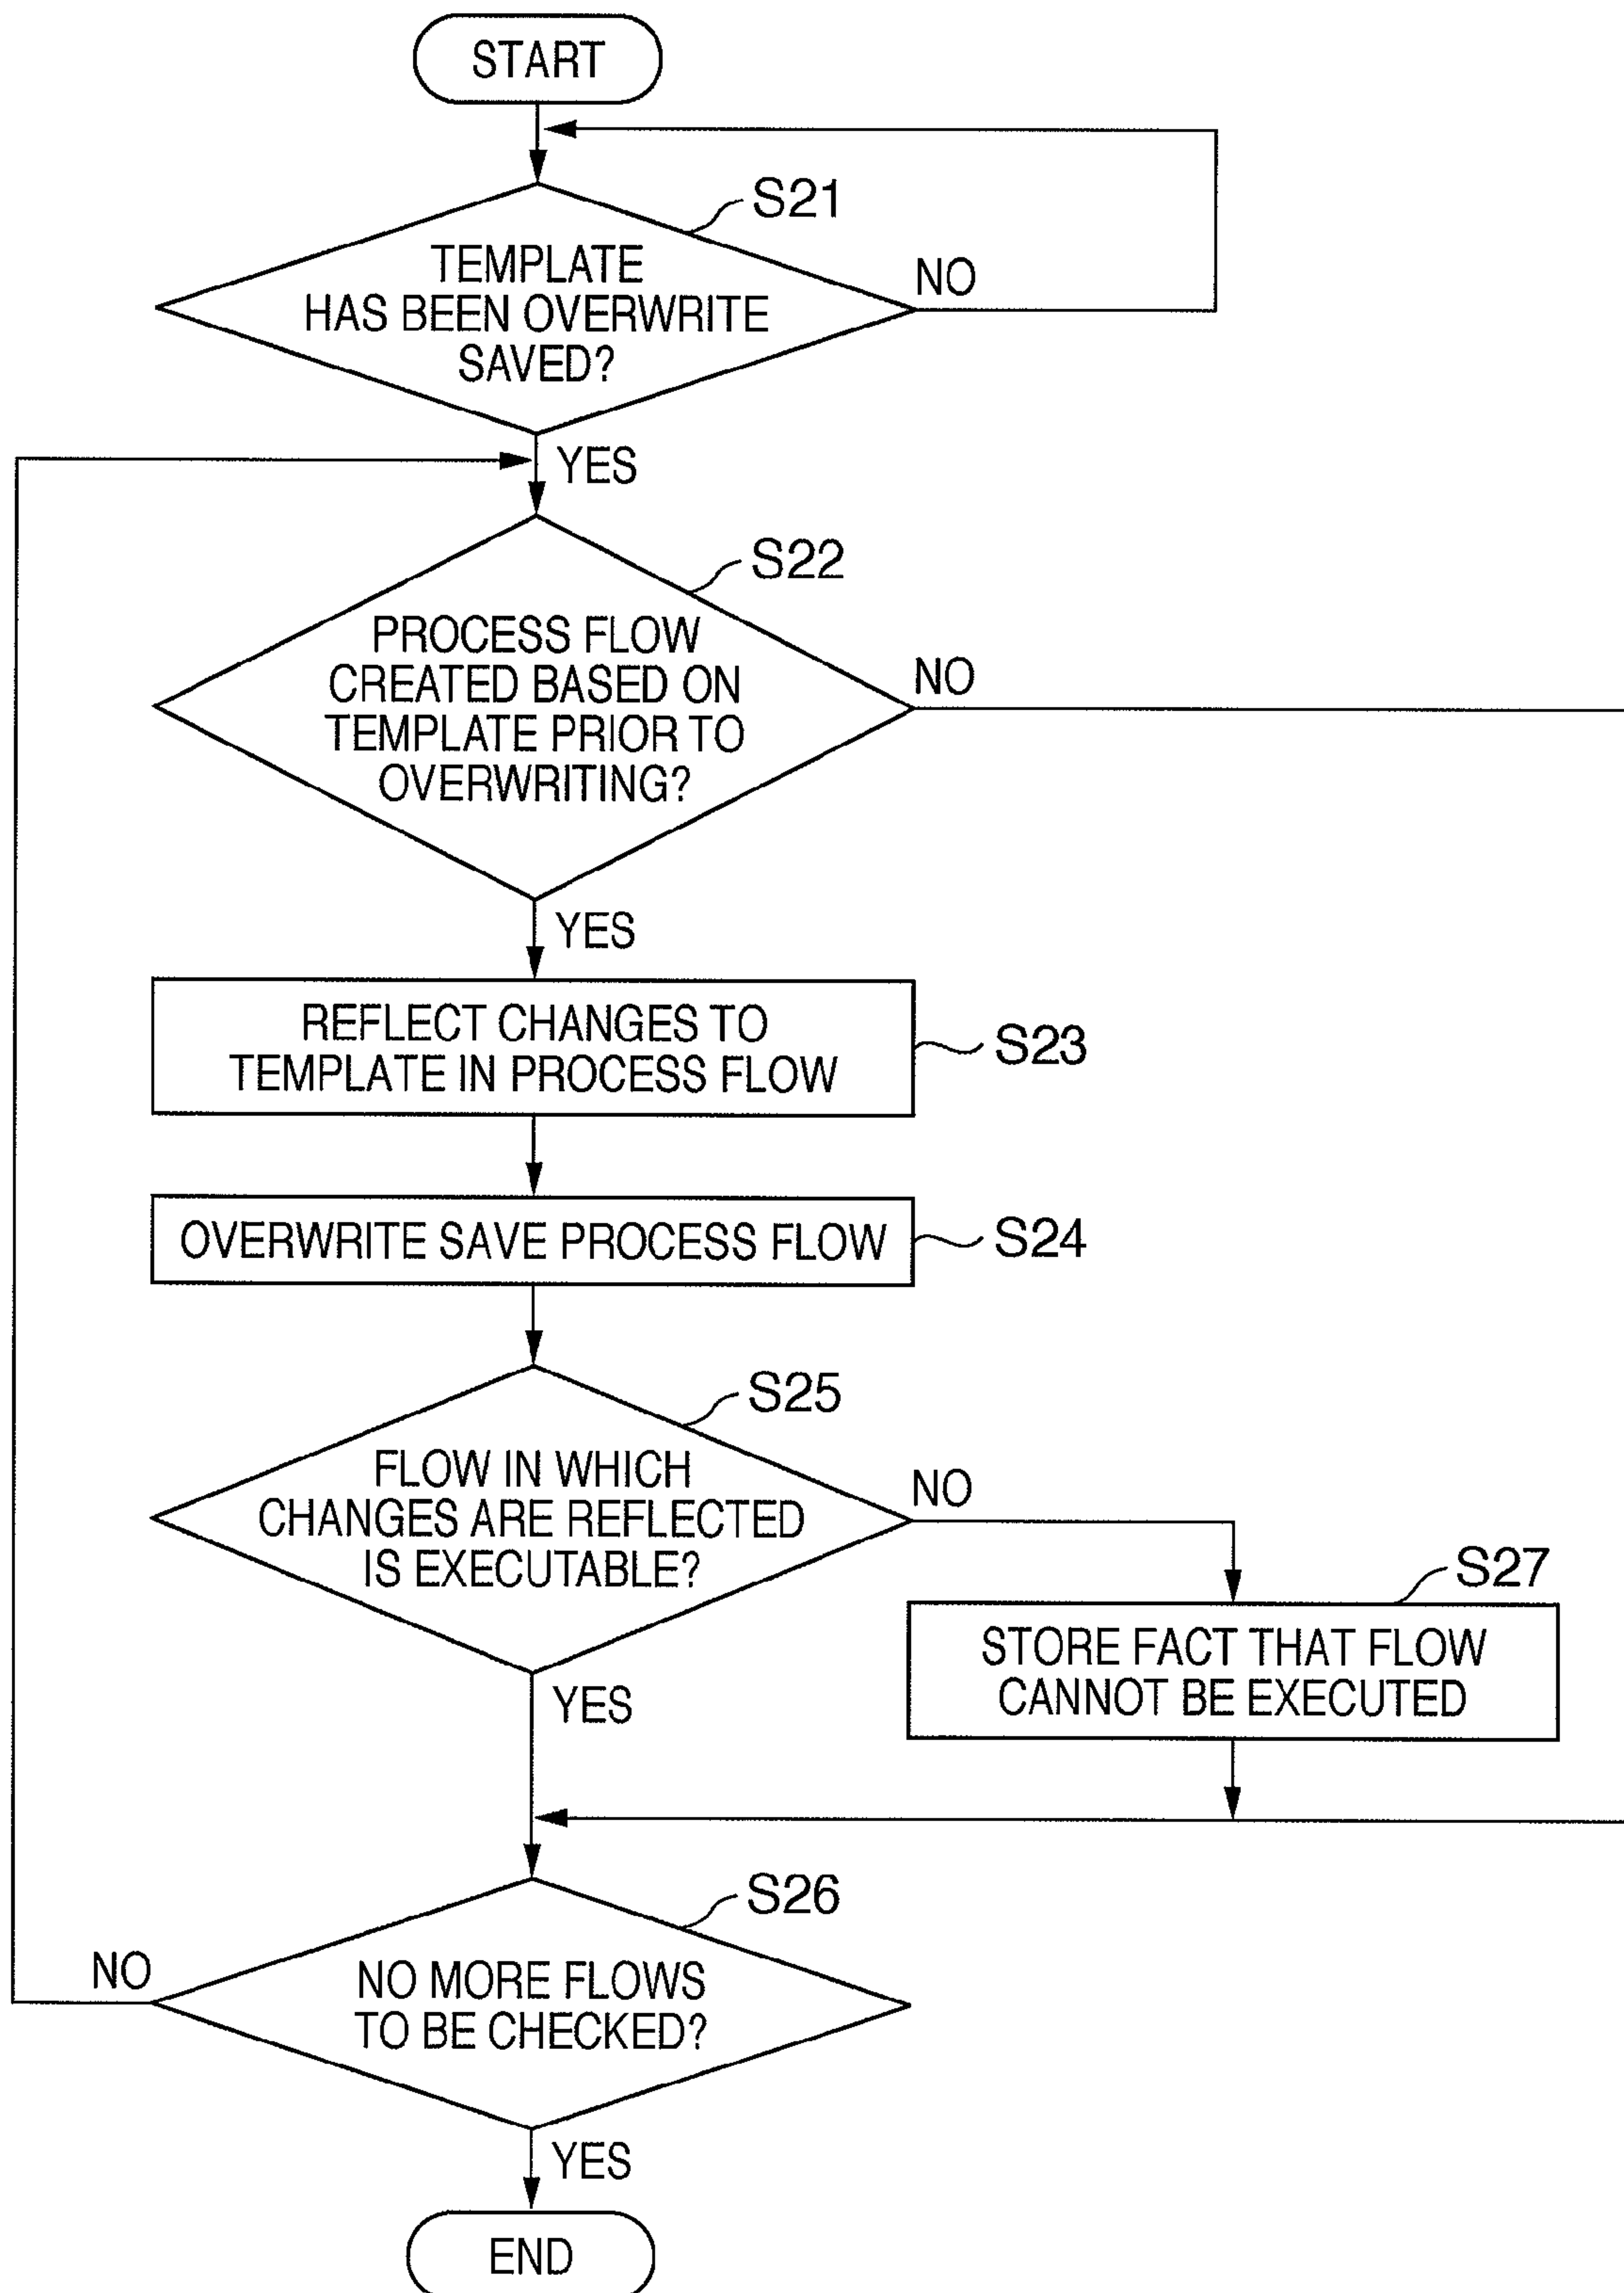 START
S21
TEMPLATE
HAS BEEN OVERWRITE
SAVED?
NO
YES
S22
PROCESS FLOW
CREATED BASED ON
TEMPLATE PRIOR TO
OVERWRITING?
NO
YES
REFLECT CHANGES TO
TEMPLATE IN PROCESS FLOW
S23
OVERWRITE SAVE PROCESS FLOW
S24
S25
FLOW IN WHICH
CHANGES ARE REFLECTED
IS EXECUTABLE?
NO
S27
STORE FACT THAT FLOW
CANNOT BE EXECUTED
YES
S26
NO MORE FLOWS
TO BE CHECKED?
NO
YES
END